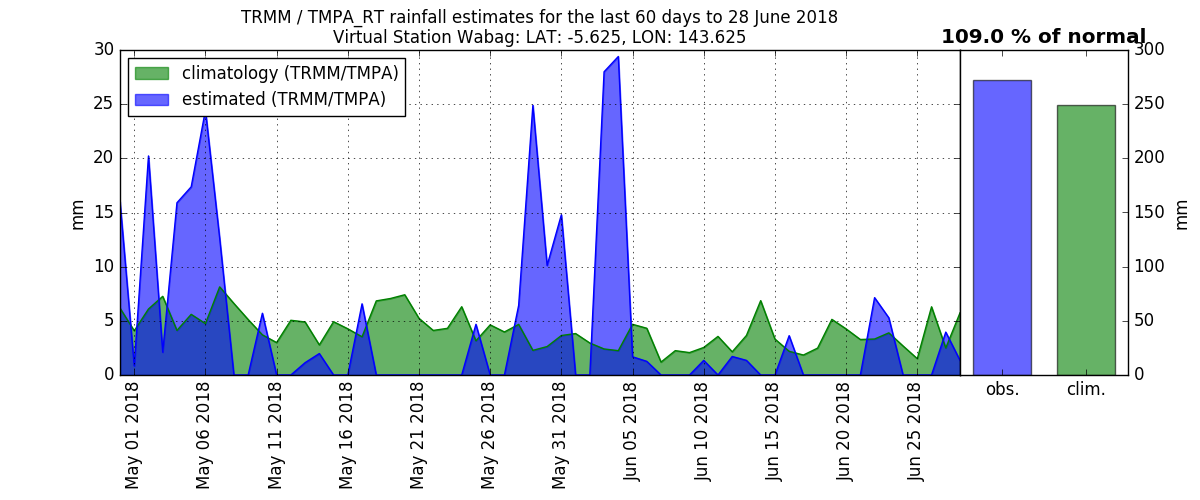 TRMM / TMPA_RT rainfall estimates for the last 60 days to 28 June 2018
Virtual Station Wabag: LAT: -5.625, LON: 143.625
109.0 % of normal
climatology (TRMM/TMPA)
estimated (TRMM/TMPA)
30
25
20
15
10
5
0
mm
May 01 2018
May 06 2018
May 11 2018
May 16 2018
May 21 2018
May 26 2018
May 31 2018
Jun 05 2018
Jun 10 2018
Jun 15 2018
Jun 20 2018
Jun 25 2018
obs.
clim.
300
250
200
150
100
50
0
mm